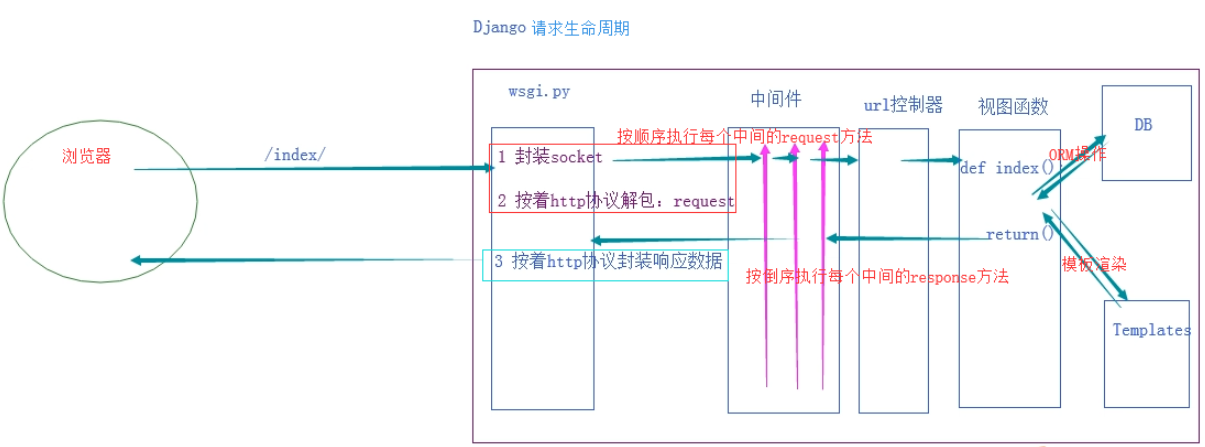 Django 请求生命周期
wsgi.py
中间件
url控制器
视图函数
DB
浏览器
/index/
按顺序执行每个中间的request方法
1 封装socket
def index()
ORM操作
2 按着http协议解包：request
return()
3 按着http协议封装响应数据
按倒序执行每个中间的response方法
模板渲染
Templates